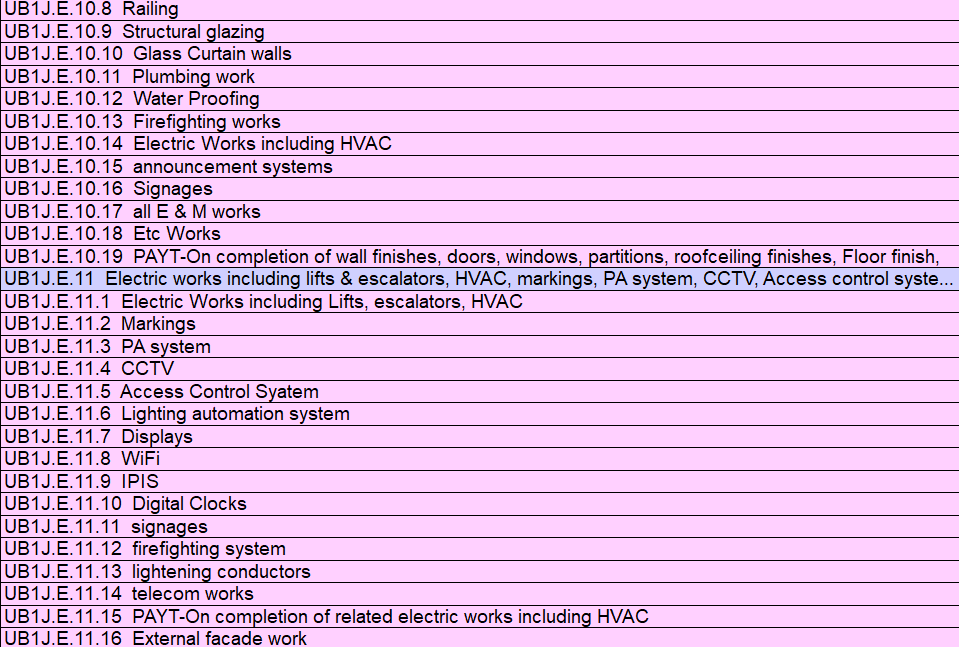 UB1J.E.10.8 Railing
UB1J.E.10.9 Structural glazing
UB1J.E.10.10 Glass Curtain walls
UB1J.E.10.11 Plumbing work
UB1J.E.10.12 Water Proofing
UB1J.E.10.13 Firefighting works
UB1J.E.10.14 Electric Works including HVAC
UB1J.E.10.15 announcement systems
UB1J.E.10.16 Signages
UB1J.E.10.17 all E & M works
UB1J.E.10.18 Etc Works
UB1J.E.10.19 PAYT-On completion of wall finishes, doors, windows, partitions, roofceiling finishes, Floor finish,
UB1J.E.11 Electric works including lifts & escalators, HVAC, markings, PA system, CCTV, Access control syste...
UB1J.E.11.1 Electric Works including Lifts, escalators, HVAC
UB1J.E.11.2 Markings
UB1J.E.11.3 PA system
UB1J.E.11.4 CCTV
UB1J.E.11.5 Access Control Syatem
UB1J.E.11.6 Lighting automation system
UB1J.E.11.7 Displays
UB1J.E.11.8 WiFi
UB1J.E.11.9 IPIS
UB1J.E.11.10 Digital Clocks
UB1J.E.11.11 signages
UB1J.E.11.12 firefighting system
UB1J.E.11.13 lightening conductors
UB1J.E.11.14 telecom works
UB1J.E.11.15 PAYT-On completion of related electric works including HVAC
UB1J.E.11.16 External facade work